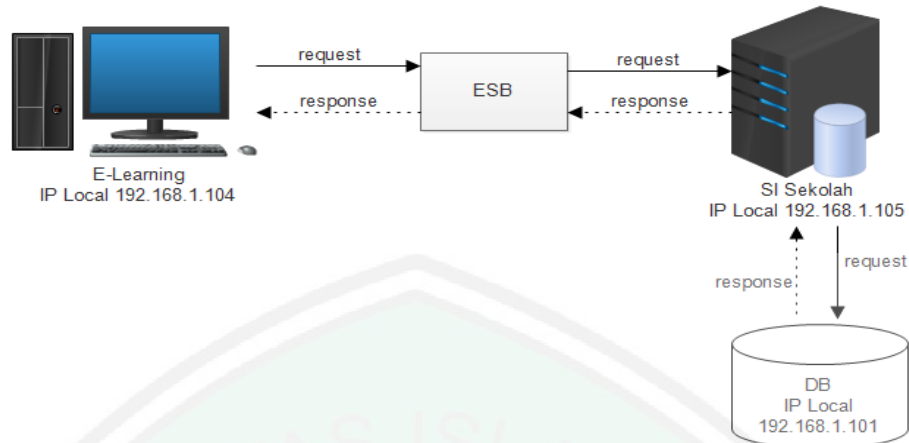 request
response
ESB
request
response
E-Learning
IP Local 192.168.1.104
SI Sekolah
IP Local 192.168.1.105
response
request
DB
IP Local
192.168.1.101